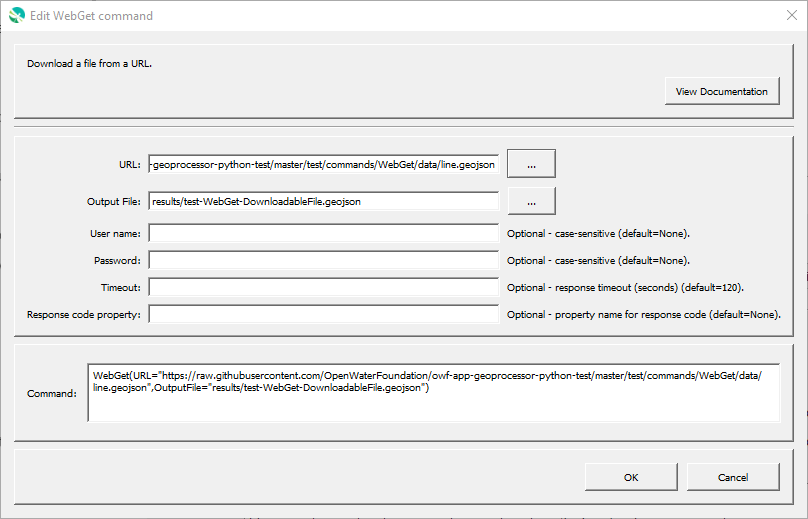 Edit WebGet command
Download a file from a URL.
View Documentation
URL: -geoprocessor-python-test/master/test/commands/WebGet/data/line.geojson ...
Output File: results/test-WebGet-DownloadableFile.geojson ...
User name: Optional - case-sensitive (default=None).
Password: Optional - case-sensitive (default=None).
Timeout: Optional - response timeout (seconds) (default=120).
Response code property: Optional - property name for response code (default=None).
WebGet(URL="https://raw.githubusercontent.com/OpenWaterFoundation/owf-app-geoprocessor-python-test/master/test/commands/WebGet/data/
Command: line.geojson",OutputFile="results/test-WebGet-DownloadableFile.geojson")
OK Cancel